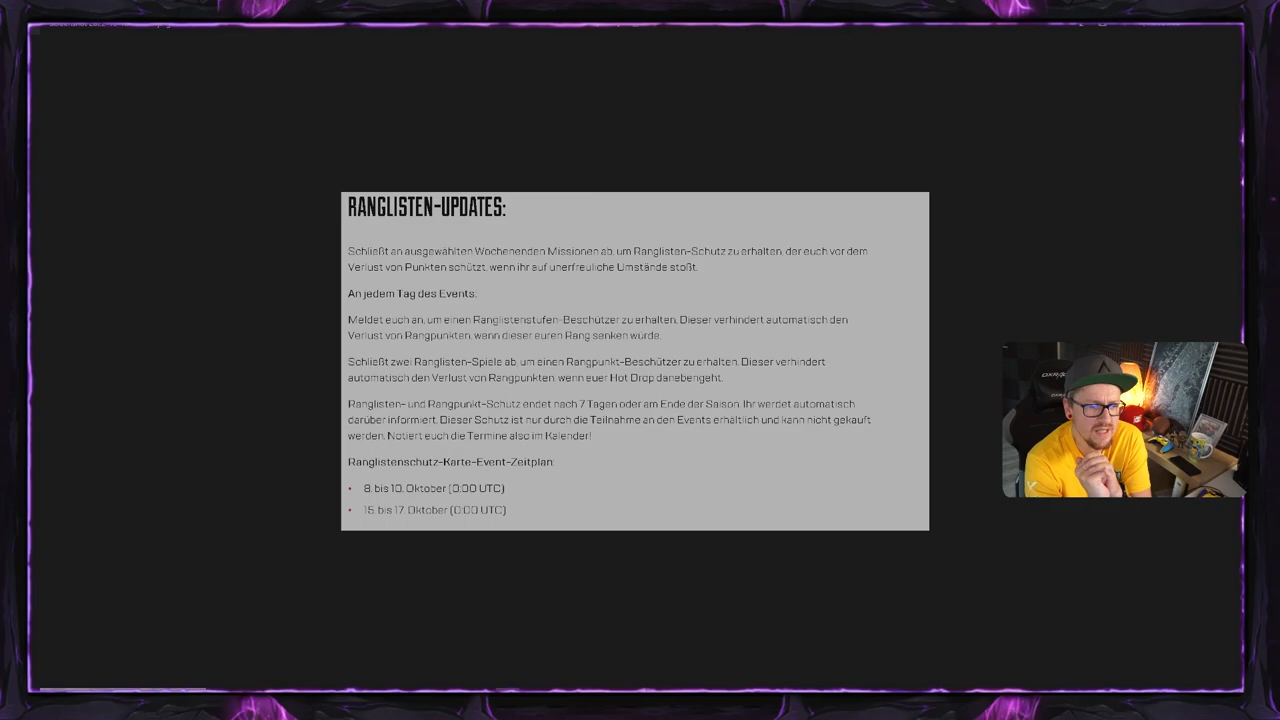 RANGLISTEN-UPDATES:
Schließt an ausgewählten Wochenenden Missionen ab, um Ranglisten-Schutz zu erhalten, der euch vor dem
Verlust von Punkten schützt, wenn ihr auf unerfreuliche Umstände stoßt.
An jedem Tag des Events:
Meldet euch an, um einen Ranglistenstufen-Beschützer zu erhalten. Dieser verhindert automatisch den
Verlust von Rangpunkten, wenn dieser euren Rang senken würde.
Schließt zwei Ranglisten-Spiele ab, um einen Rangpunkt-Beschützer zu erhalten. Dieser verhindert
automatisch den Verlust von Rangpunkten, wenn euer Hot Drop danebengeht.
Ranglisten- und Rangpunkt-Schutz endet nach 7 Tagen oder am Ende der Saison. Ihr werdet automatisch
darüber informiert. Dieser Schutz ist nur durch die Teilnahme an den Events erhältlich und kann nicht gekauft
werden. Notiert euch die Termine also im Kalender!
Ranglistenschutz-Karte-Event-Zeitplan:
• 8. bis 10. Oktober (0:00 UTC)
• 15. bis 17. Oktober (0:00 UTC)